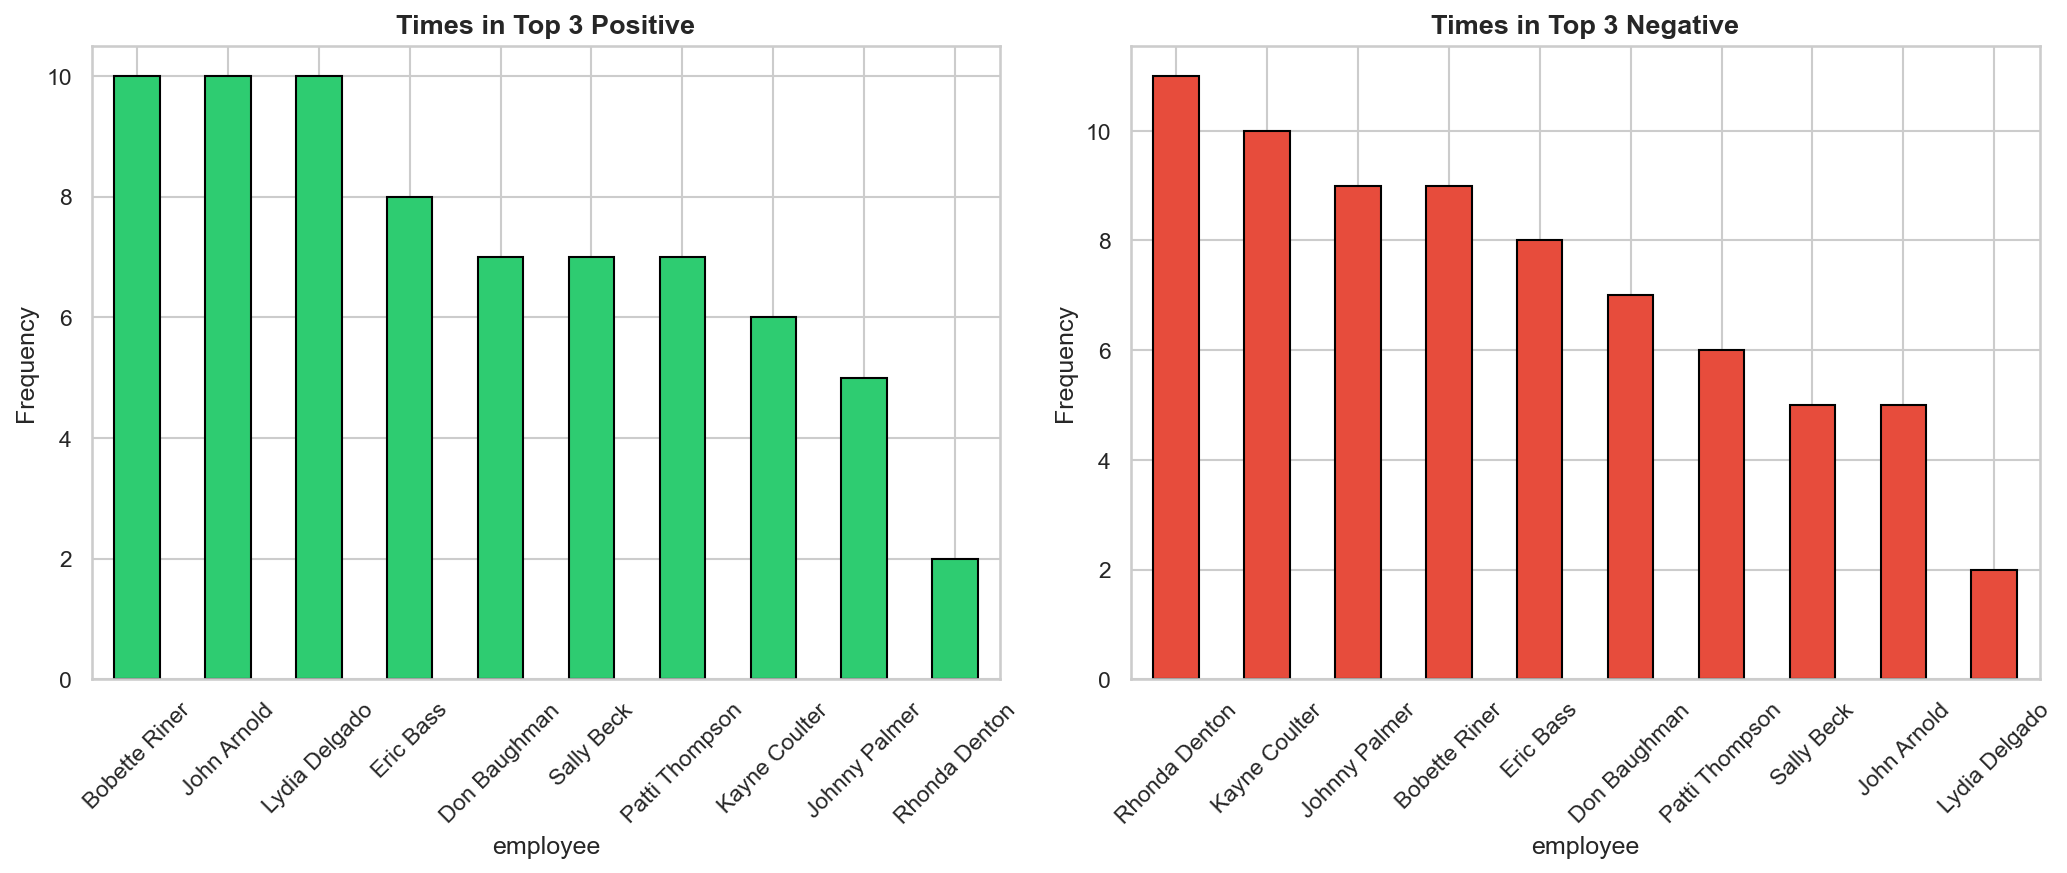 Times in Top 3 Positive
Frequency
10
8
6
4
2
0
Bobette Riner
John Arnold
Lydia Delgado
Eric Bass
Don Baughman
Sally Beck
Patti Thompson
Kayne Coulter
Johnny Palmer
Rhonda Denton
employee
Times in Top 3 Negative
Frequency
10
8
6
4
2
0
Rhonda Denton
Kayne Coulter
Johnny Palmer
Bobette Riner
Eric Bass
Don Baughman
Patti Thompson
Sally Beck
John Arnold
Lydia Delgado
employee